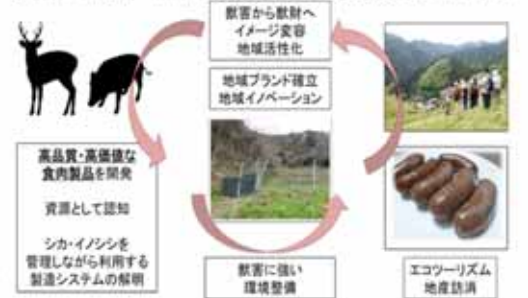 獣害から獣財へ
イメージ変容
地域活性化
地域ブランド確立
地域イノベーション
高品質・高価値な
食肉製品を開発
資源として認知
シカ・イノシシを
管理しながら利用する
製造システムの解明
獣害に強い
環境整備
エコツーリズム
地産訪消